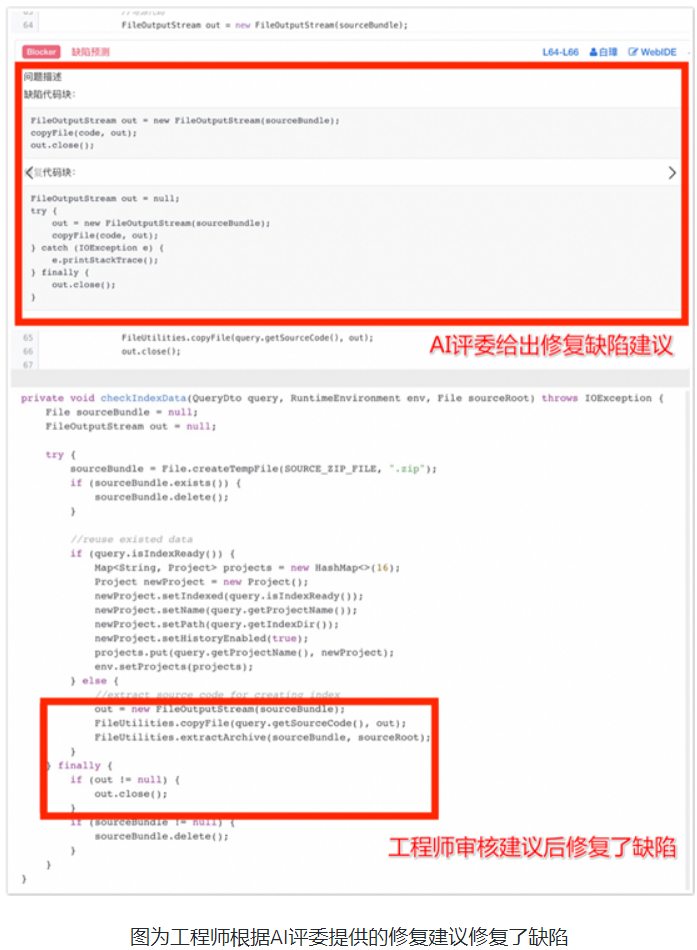 64 FileOutputStream out = new FileOutputStream(sourceBundle);
Blocker 缺陷预测 L64-L66 白璋 WebIDE
问题描述
缺陷代码块:
FileOutputStream out = new FileOutputStream(sourceBundle);
copyFile(code, out);
out.close();
复代码块:
FileOutputStream out = null;
try {
out = new FileOutputStream(sourceBundle);
copyFile(code, out);
} catch (IOException e) {
e.printStackTrace();
} finally {
out.close();
}
65 FileUtilities.copyFile(query.getSourceCode(), out);
66 out.close();
67
AI评委给出修复缺陷建议
private void checkIndexData(QueryDto query, RuntimeEnvironment env, File sourceRoot) throws IOException {
File sourceBundle = null;
FileOutputStream out = null;
try {
sourceBundle = File.createTempFile(SOURCE_ZIP_FILE, ".zip");
if (sourceBundle.exists()) {
sourceBundle.delete();
}
//reuse existed data
if (query.isIndexReady()) {
Map<String, Project> projects = new HashMap<>(16);
Project newProject = new Project();
newProject.setIndexed(query.isIndexReady());
newProject.setName(query.getProjectName());
newProject.setPath(query.getIndexDir());
newProject.setHistoryEnabled(true);
projects.put(query.getProjectName(), newProject);
env.setProjects(projects);
} else {
//extract source code for creating index
out = new FileOutputStream(sourceBundle);
FileUtilities.copyFile(query.getSourceCode(), out);
FileUtilities.extractArchive(sourceBundle, sourceRoot);
}
} finally {
if (out != null) {
out.close();
}
if (sourceBundle != null) {
sourceBundle.delete();
}
}
}
工程师审核建议后修复了缺陷
图为工程师根据AI评委提供的修复建议修复了缺陷